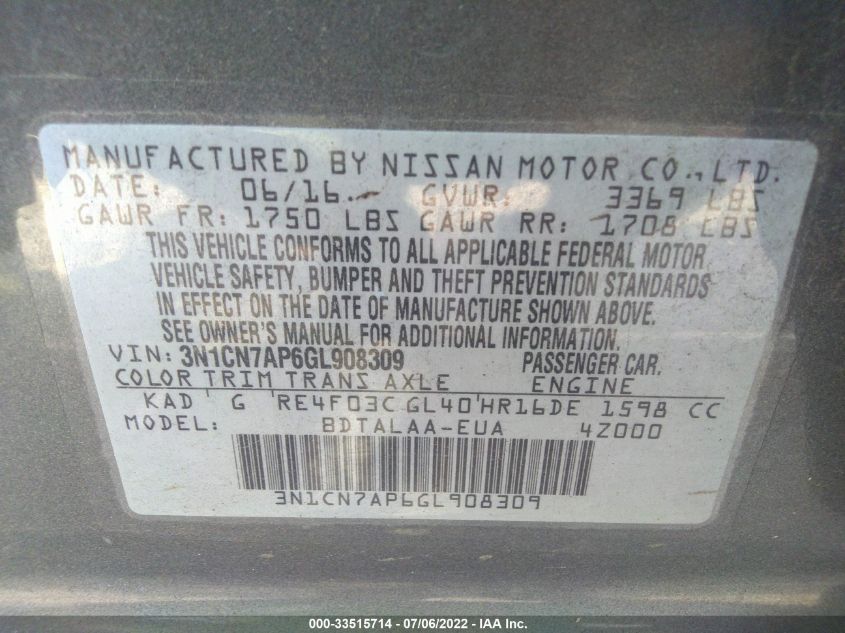 MANUFACTURED BY NISSAN MOTOR CO., LTD.
DATE: 06/16 GVWR: 3369 LBS
GAWR FR: 1750 LBS GAWR RR: 1708 LBS
THIS VEHICLE CONFORMS TO ALL APPLICABLE FEDERAL MOTOR
VEHICLE SAFETY, BUMPER AND THEFT PREVENTION STANDARDS
IN EFFECT ON THE DATE OF MANUFACTURE SHOWN ABOVE.
SEE OWNER'S MANUAL FOR ADDITIONAL INFORMATION.
VIN: 3N1CN7AP6GL908309 PASSENGER CAR.
COLOR TRIM TRANS AXLE ENGINE
KAD G RE4F03C GL40 HR16DE 1598 CC
MODEL: BDTALAA-EUA 4Z000
3N1CN7AP6GL908309
000-33515714 - 07/06/2022 - IAA Inc.